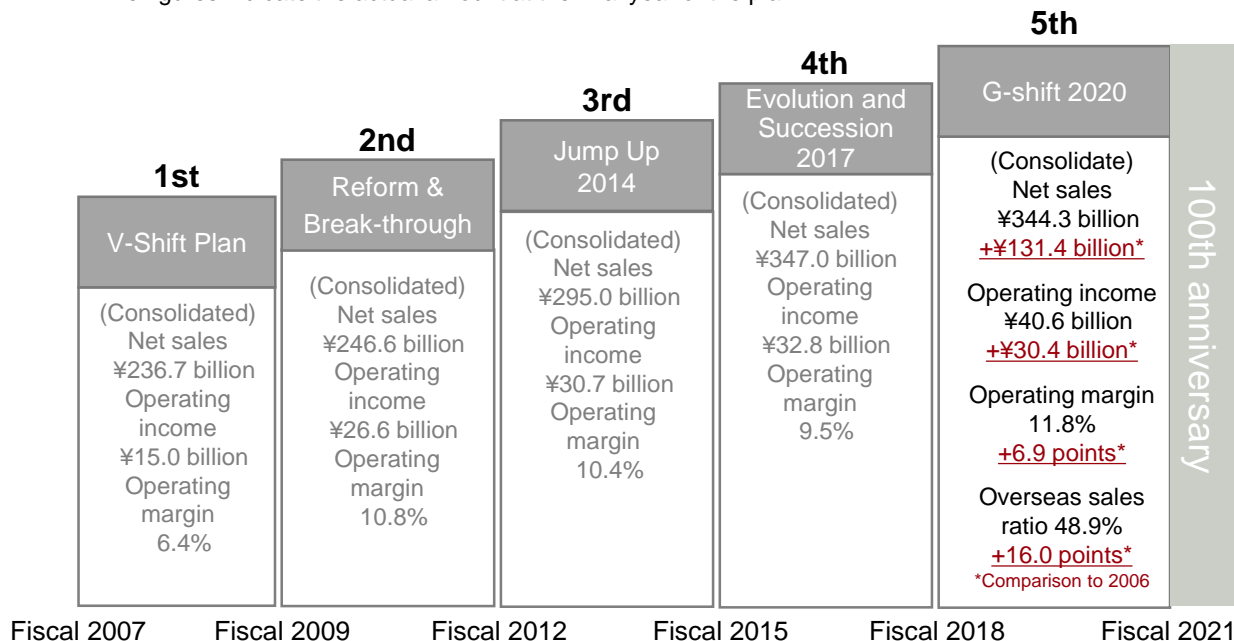 5th
4th
3rd
2nd
1st
G-shift 2020
Evolution and
Succession
2017
Jump Up
2014
Reform &
Break-through
V-Shift Plan
(Consolidated)
Net sales
¥236.7 billion
Operating
income
¥15.0 billion
Operating
margin
6.4%
(Consolidated)
Net sales
¥246.6 billion
Operating
income
¥26.6 billion
Operating
margin
10.8%
(Consolidated)
Net sales
¥295.0 billion
Operating
income
¥30.7 billion
Operating
margin
10.4%
(Consolidated)
Net sales
¥347.0 billion
Operating
income
¥32.8 billion
Operating
margin
9.5%
(Consolidate)
Net sales
¥344.3 billion
+¥131.4 billion*
Operating income
¥40.6 billion
+¥30.4 billion*
Operating margin
11.8%
+6.9 points*
Overseas sales
ratio 48.9%
+16.0 points*
*Comparison to 2006
100th anniversary
Fiscal 2007
Fiscal 2009
Fiscal 2012
Fiscal 2015
Fiscal 2018
Fiscal 2021